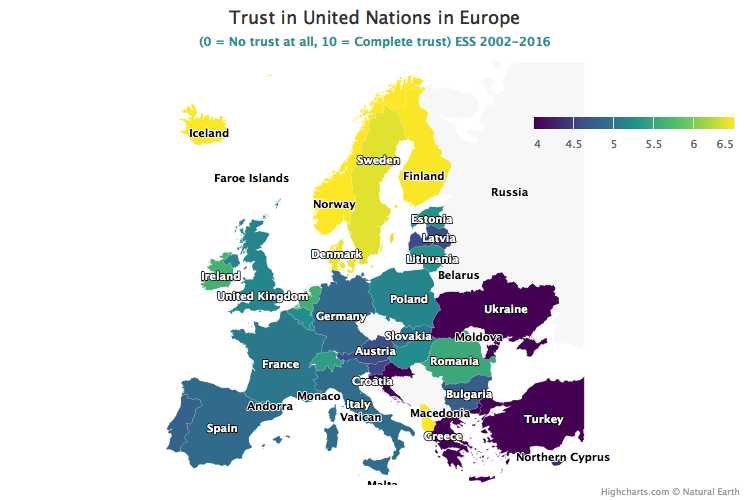 Trust in United Nations in Europe
(0 = No trust at all, 10 = Complete trust) ESS 2002-2016
4 4.5 5 5.5 6 6.5
Iceland
Sweden
Finland
Faroe Islands
Russia
Norway
Estonia
Latvia
Denmark
Lithuania
Ireland
Belarus
United Kingdom
Poland
Germany
Ukraine
Slovakia
Moldova
Austria
France
Romania
Croatia
Monaco
Bulgaria
Andorra
Italy
Vatican
Macedonia
Spain
Greece
Turkey
Northern Cyprus
Malta
Highcharts.com © Natural Earth